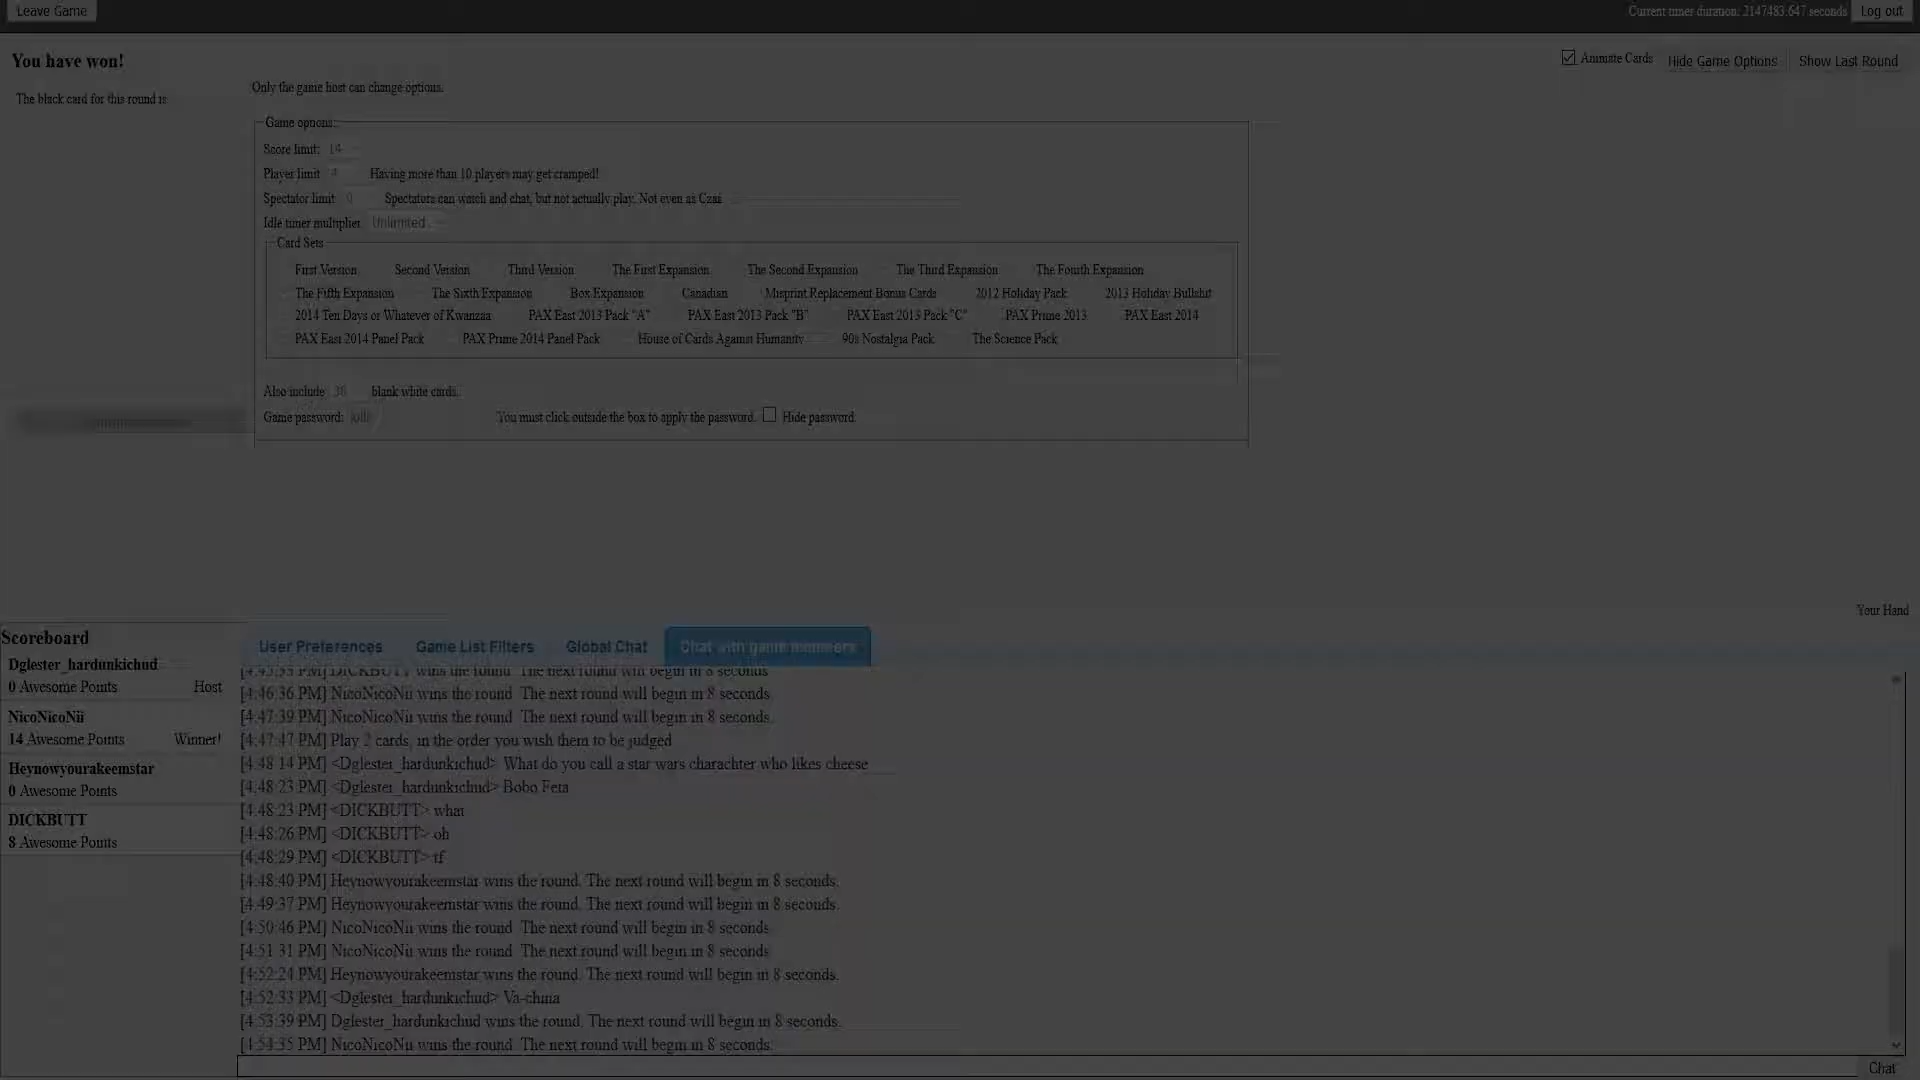 Leave Game
Current timer duration: 2147483.647 seconds
Log out
You have won!
Animate Cards
Hide Game Options
Show Last Round
The black card for this round is
Only the game host can change options.
Game options:
Score limit: 14
Player limit 4 Having more than 10 players may get cramped!
Spectator limit 0 Spectators can watch and chat, but not actually play. Not even as Czar
Idle timer multiplier Unlimited
Card Sets
First Version Second Version Third Version The First Expansion The Second Expansion The Third Expansion The Fourth Expansion
The Fifth Expansion The Sixth Expansion Box Expansion Canadian Misprint Replacement Bonus Cards 2012 Holiday Pack 2013 Holiday Bullshit
2014 Ten Days or Whatever of Kwanzaa PAX East 2013 Pack "A" PAX East 2013 Pack "B" PAX East 2013 Pack "C" PAX Prime 2013 PAX East 2014
PAX East 2014 Panel Pack PAX Prime 2014 Panel Pack House of Cards Against Humanity 90s Nostalgia Pack The Science Pack
Also include blank white cards.
Game password: You must click outside the box to apply the password. Hide password.
Your Hand
Scoreboard
Dglester_hardunkichud
0 Awesome Points Host
NicoNicoNii
14 Awesome Points Winner!
Heynowyourakeemstar
0 Awesome Points
DICKBUTT
8 Awesome Points
User Preferences Game List Filters Global Chat Chat with game members
[4:45:53 PM] DICKBUTT wins the round. The next round will begin in 8 seconds
[4:46:36 PM] NicoNicoNii wins the round. The next round will begin in 8 seconds
[4:47:39 PM] NicoNicoNii wins the round. The next round will begin in 8 seconds.
[4:47:47 PM] Play 2 cards, in the order you wish them to be judged
[4:48:14 PM] <Dglester_hardunkichud> What do you call a star wars charachter who likes cheese
[4:48:23 PM] <Dglester_hardunkichud> Bobo Feta
[4:48:23 PM] <DICKBUTT> what
[4:48:26 PM] <DICKBUTT> oh
[4:48:29 PM] <DICKBUTT> tf
[4:48:40 PM] Heynowyourakeemstar wins the round. The next round will begin in 8 seconds.
[4:49:37 PM] Heynowyourakeemstar wins the round. The next round will begin in 8 seconds.
[4:50:46 PM] NicoNicoNii wins the round. The next round will begin in 8 seconds
[4:51:31 PM] NicoNicoNii wins the round. The next round will begin in 8 seconds.
[4:52:24 PM] Heynowyourakeemstar wins the round. The next round will begin in 8 seconds.
[4:52:33 PM] <Dglester_hardunkichud> Va-china
[4:53:39 PM] Dglester_hardunkichud wins the round. The next round will begin in 8 seconds.
[4:54:35 PM] NicoNicoNii wins the round. The next round will begin in 8 seconds.
Chat